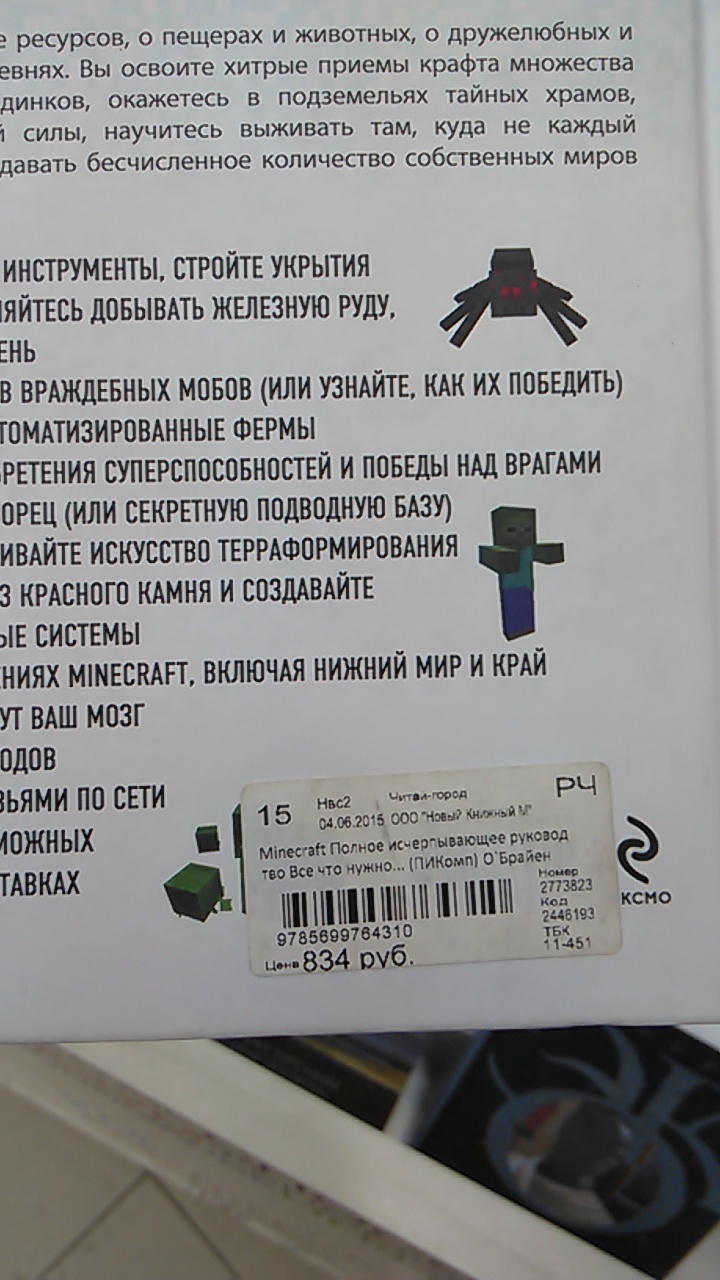 е ресурсов, о пещерах и животных, о дружелюбных и
евнях. Вы освоите хитрые приемы крафта множества
динков, окажетесь в подземельях тайных храмов,
й силы, научитесь выживать там, куда не каждый
давать бесчисленное количество собственных миров
ИНСТРУМЕНТЫ, СТРОЙТЕ УКРЫТИЯ
ЯЙТЕСЬ ДОБЫВАТЬ ЖЕЛЕЗНУЮ РУДУ,
ЕНЬ
В ВРАЖДЕБНЫХ МОБОВ (ИЛИ УЗНАЙТЕ, КАК ИХ ПОБЕДИТЬ)
ТОМАТИЗИРОВАННЫЕ ФЕРМЫ
БРЕТЕНИЯ СУПЕРСПОСОБНОСТЕЙ И ПОБЕДЫ НАД ВРАГАМИ
ОРЕЦ (ИЛИ СЕКРЕТНУЮ ПОДВОДНУЮ БАЗУ)
ИВАЙТЕ ИСКУССТВО ТЕРРАФОРМИРОВАНИЯ
З КРАСНОГО КАМНЯ И СОЗДАВАЙТЕ
ЫЕ СИСТЕМЫ
ЕНИЯХ MINECRAFT, ВКЛЮЧАЯ НИЖНИЙ МИР И КРАЙ
УТ ВАШ МОЗГ
ОДОВ
ЗЬЯМИ ПО СЕТИ
МОЖНЫХ
ТАВКАХ
15 Нвс2 Читай-город РЧ
04.06.2015 ООО "Новый Книжный М"
Minecraft Полное исчерпывающее руковод
тво Все что нужно... (ПИКомп) О`Брайен
Номер
2773823
Код
2446193
ТБК
11-451
9785699764310
Цена 834 руб.
КСМО